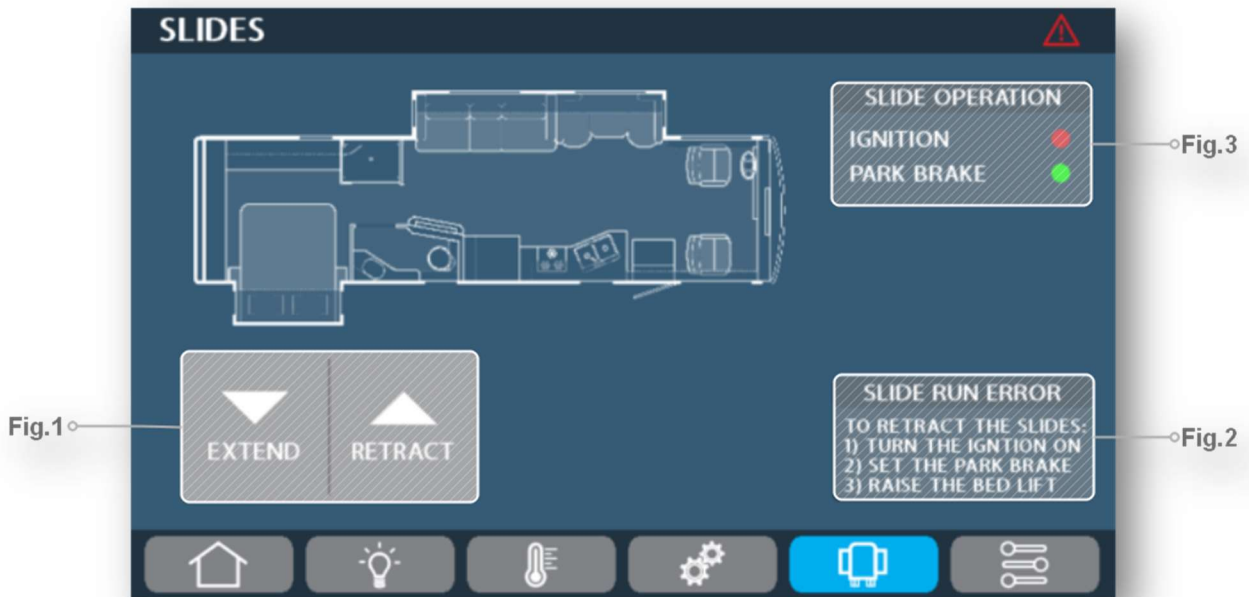 SLIDES
SLIDE OPERATION
IGNITION
PARK BRAKE
Fig.3
Fig.1
EXTEND
RETRACT
SLIDE RUN ERROR
TO RETRACT THE SLIDES:
1) TURN THE IGNTION ON
2) SET THE PARK BRAKE
3) RAISE THE BED LIFT
Fig.2